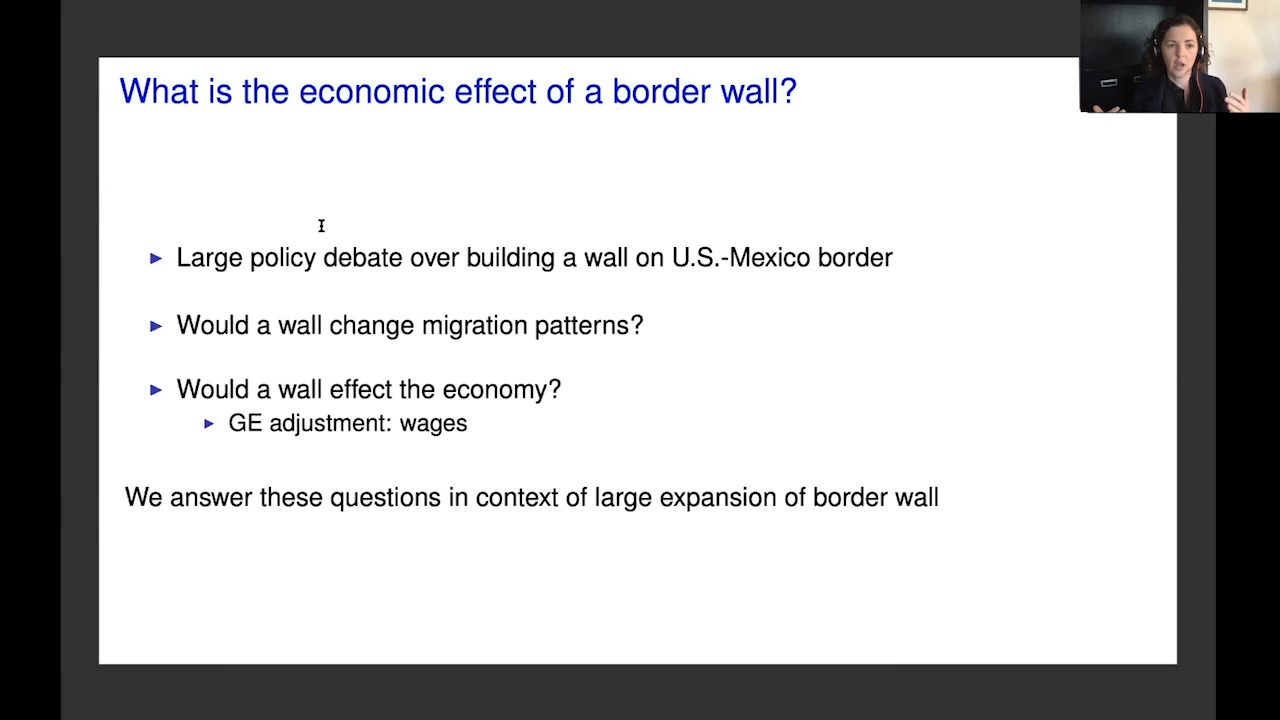 What is the economic effect of a border wall?
Large policy debate over building a wall on U.S.-Mexico border
Would a wall change migration patterns?
Would a wall effect the economy?
GE adjustment: wages
We answer these questions in context of large expansion of border wall